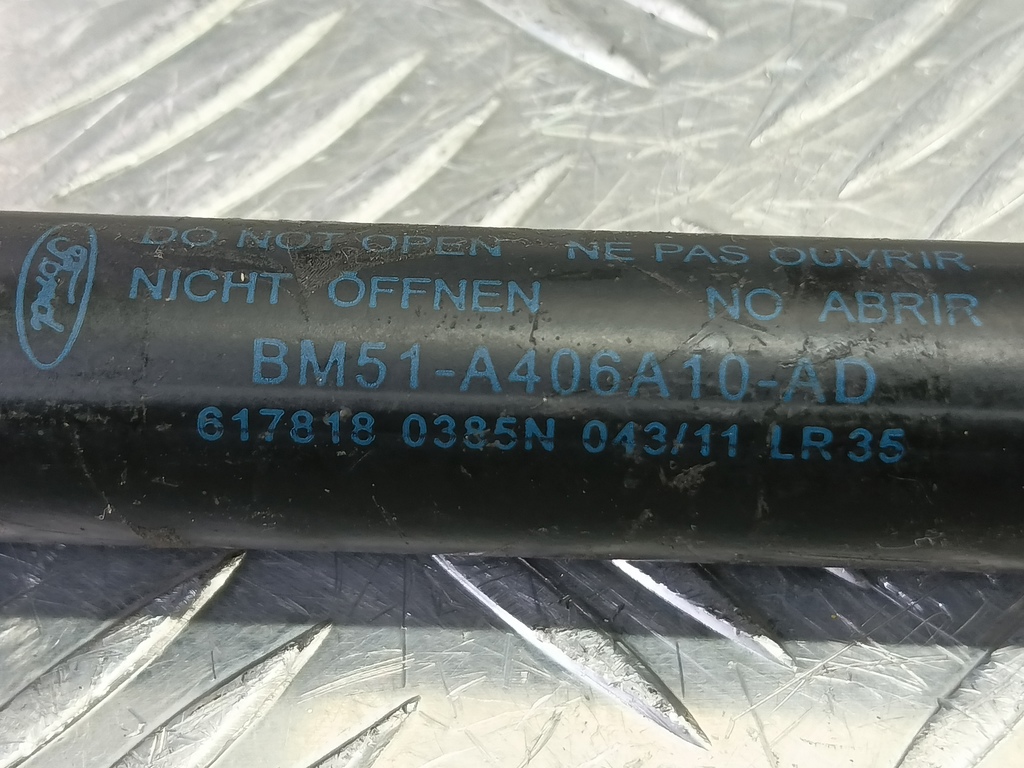 Ford
DO NOT OPEN NE PAS OUVRIR
NICHT ÖFFNEN NO ABRIR
BM51-A406A10-AD
617818 0385N 043/11 LR 35